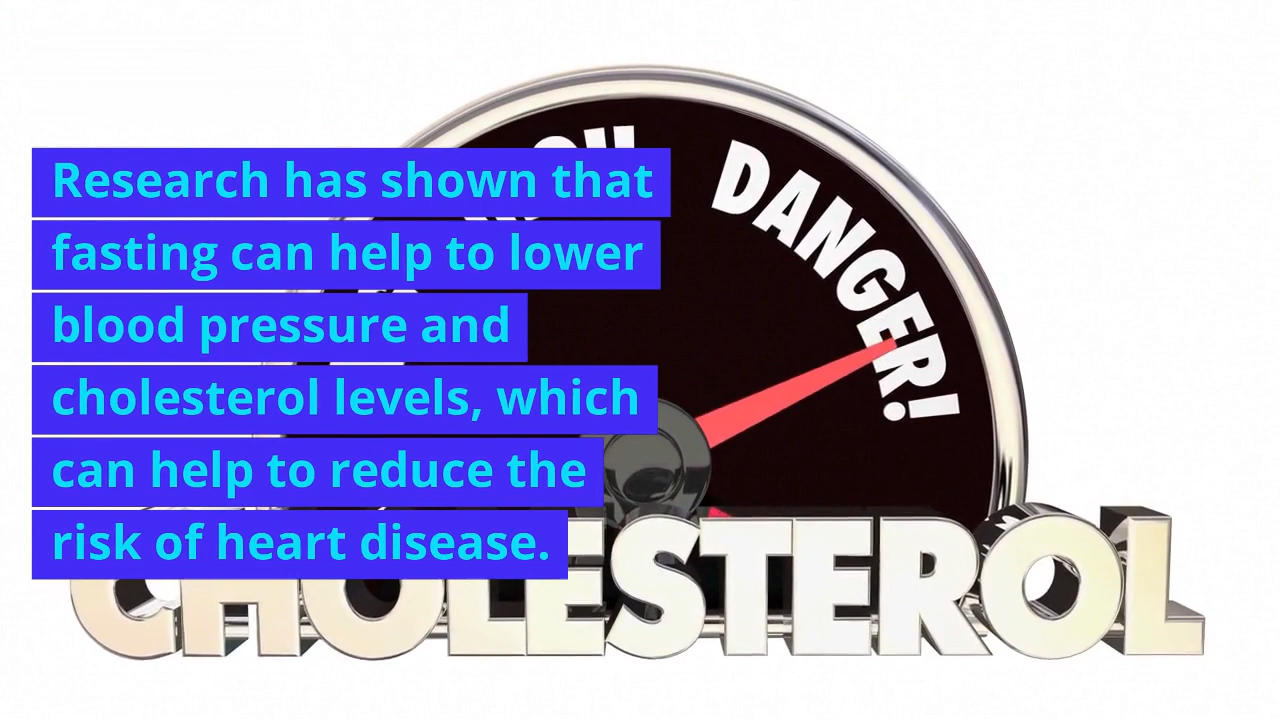 Research has shown that
fasting can help to lower
blood pressure and
cholesterol levels, which
can help to reduce the
risk of heart disease.
DANGER!
CHOLESTEROL